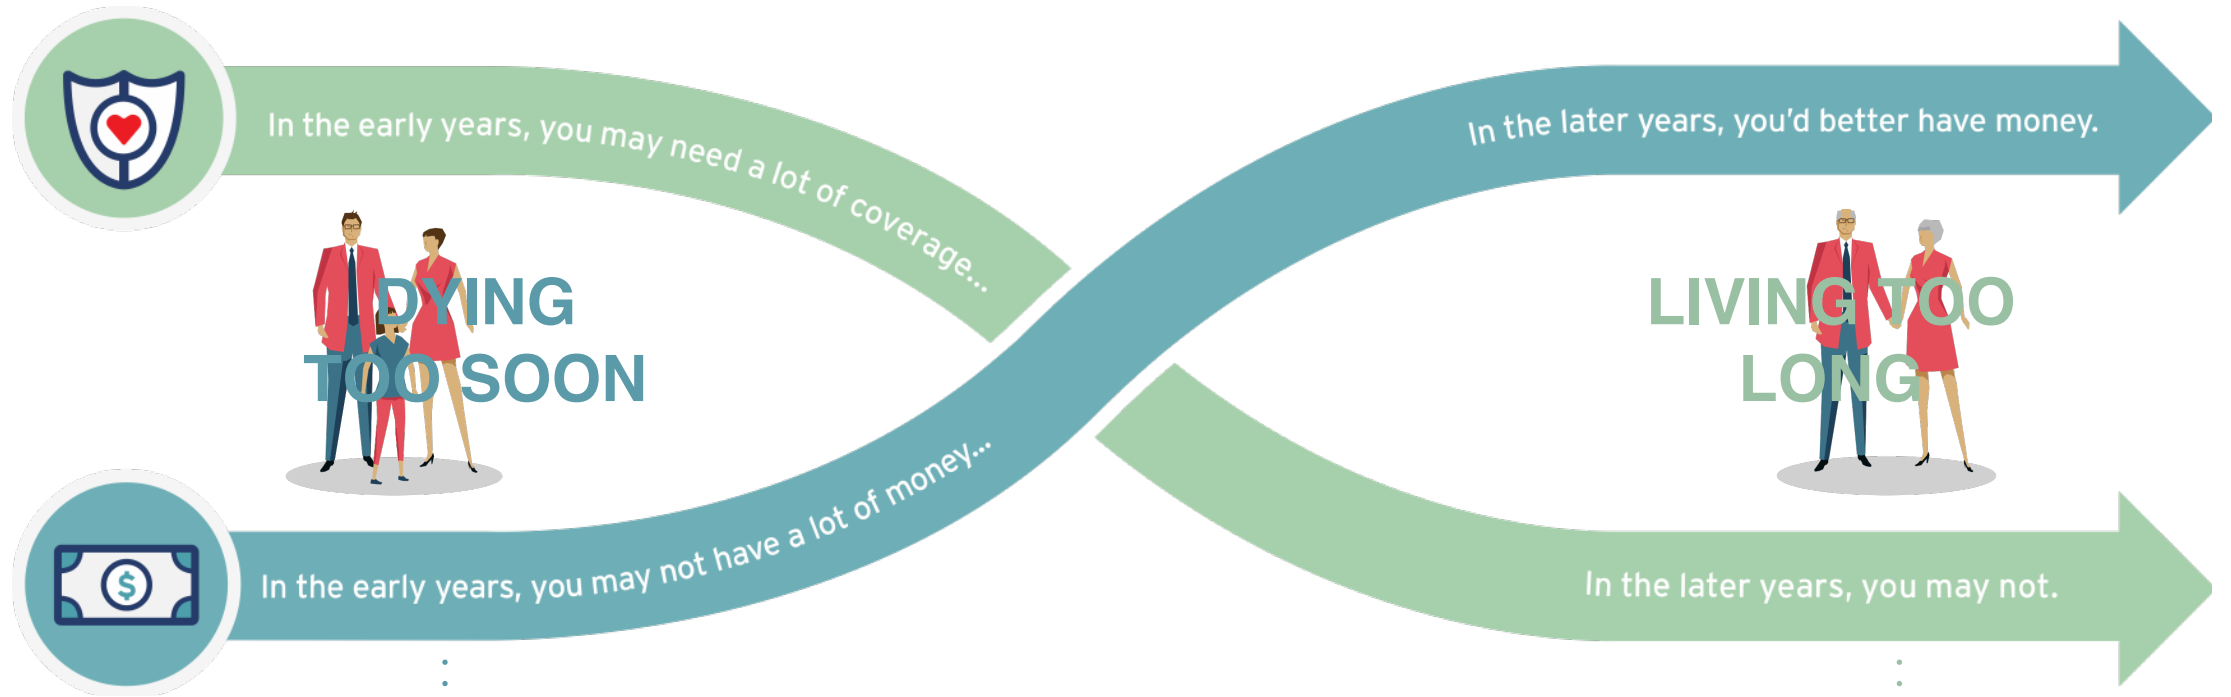 In the early years, you may need a lot of coverage...
In the later years, you'd better have money.
DYING
TOO SOON
LIVING TOO
LONG
In the early years, you may not have a lot of money...
In the later years, you may not.
$